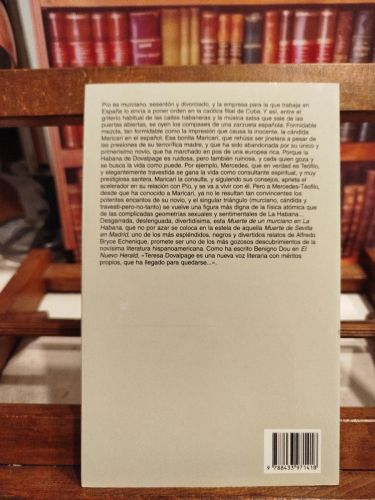 Pío es murciano, sesentón y divorciado, y la empresa para la que trabaja en
España lo envía a poner orden en la caótica filial de Cuba. Y así, entre el
griterío habitual de las calles habaneras y la música salsa que sale de las
puertas abiertas, se oyen los compases de una zarzuela española. Formidable
mezcla, tan formidable como la impresión que causa la inocente, la cándida
Maricari en el español. Esa bonita Maricari, que rehúsa ser jinetera a pesar de
las presiones de su terrorífica madre, y que ha sido abandonada por su único y
primerísimo novio, que ha marchado en pos de una europea rica. Porque la
Habana de Dovalpage es ruidosa, pero también ruinosa, y cada quien goza y
se busca la vida como puede. Por ejemplo, Mercedes, que en verdad es Teófilo,
y elegantemente travestida se gana la vida como consultante espiritual, y muy
prestigiosa santera. Maricari la consulta, y siguiendo sus consejos, aprieta el
acelerador en su relación con Pío, y se va a vivir con él. Pero a Mercedes-Teófilo,
desde que ha conocido a Maricari, ya no le resultan tan convincentes los
potentes encantos de su novio, y el singular triángulo (murciano, cándida y
travesti-pero-no-tanto) se vuelve una figura más digna de la física atómica que
de las complicadas geometrías sexuales y sentimentales de La Habana...
Desgarrada, deslenguada, divertidísima, esta Muerte de un murciano en La
Habana, que no por azar se coloca en la estela de aquella Muerte de Sevilla
en Madrid, uno de los más espléndidos, negros y divertidos relatos de Alfredo
Bryce Echenique, promete ser uno de los más gozosos descubrimientos de la
novísima literatura hispanoamericana. Como ha escrito Benigno Dou en El
Nuevo Herald, «Teresa Dovalpage es una nueva voz literaria con méritos
propios, que ha llegado para quedarse...».
9 788433 971418